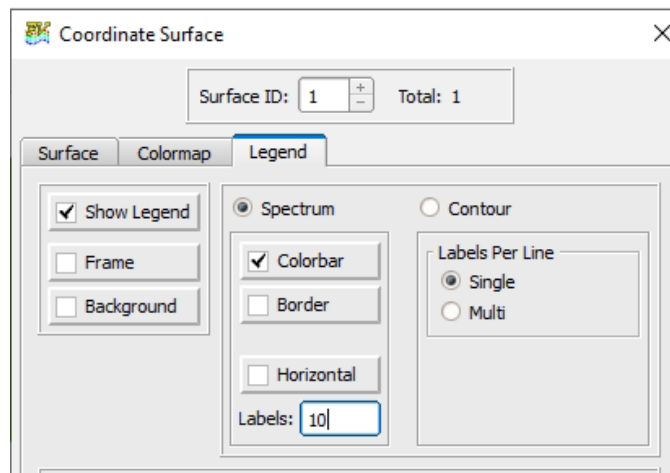 Coordinate Surface
Surface ID: 1 + - Total: 1
Surface Colormap Legend
Show Legend
Frame
Background
Spectrum
Colorbar
Border
Horizontal
Labels: 10
Contour
Labels Per Line
Single
Multi